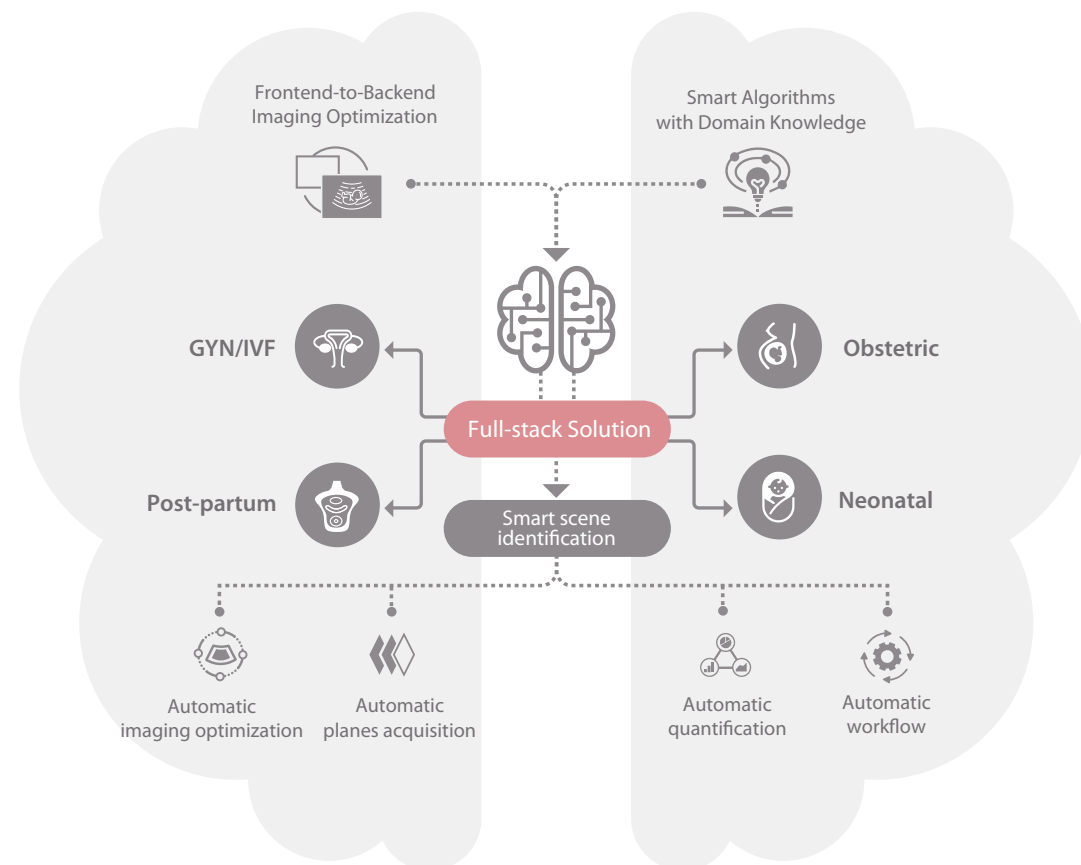 Frontend-to-Backend
Imaging Optimization
Smart Algorithms
with Domain Knowledge
GYN/IVF
Obstetric
Full-stack Solution
Post-partum
Neonatal
Smart scene
identification
Automatic
imaging optimization
Automatic
planes acquisition
Automatic
quantification
Automatic
workflow